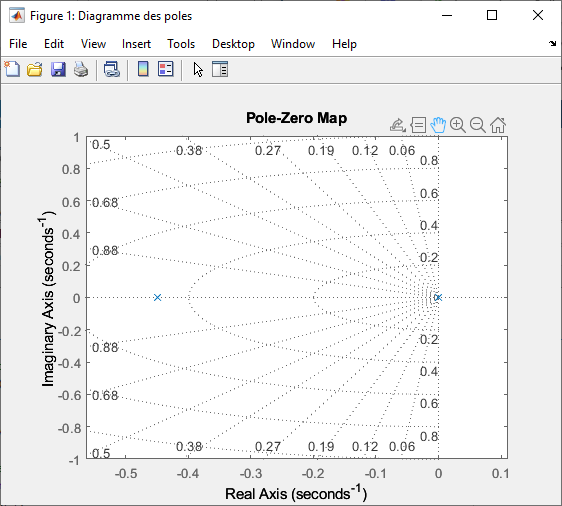 Figure 1: Diagramme des poles
File Edit View Insert Tools Desktop Window Help
Pole-Zero Map
1
0.5 0.38 0.27 0.19 0.12 0.06
0.8 0.8
0.6 0.68 0.6
0.4 0.4
0.2 0.88 0.2
0
-0.2 0.88 0.2
-0.4 0.4
-0.6 0.68 0.6
-0.8 0.8
0.5 0.38 0.27 0.19 0.12 0.06
-1
-0.5 -0.4 -0.3 -0.2 -0.1 0 0.1
Real Axis (seconds⁻¹)
Imaginary Axis (seconds⁻¹)